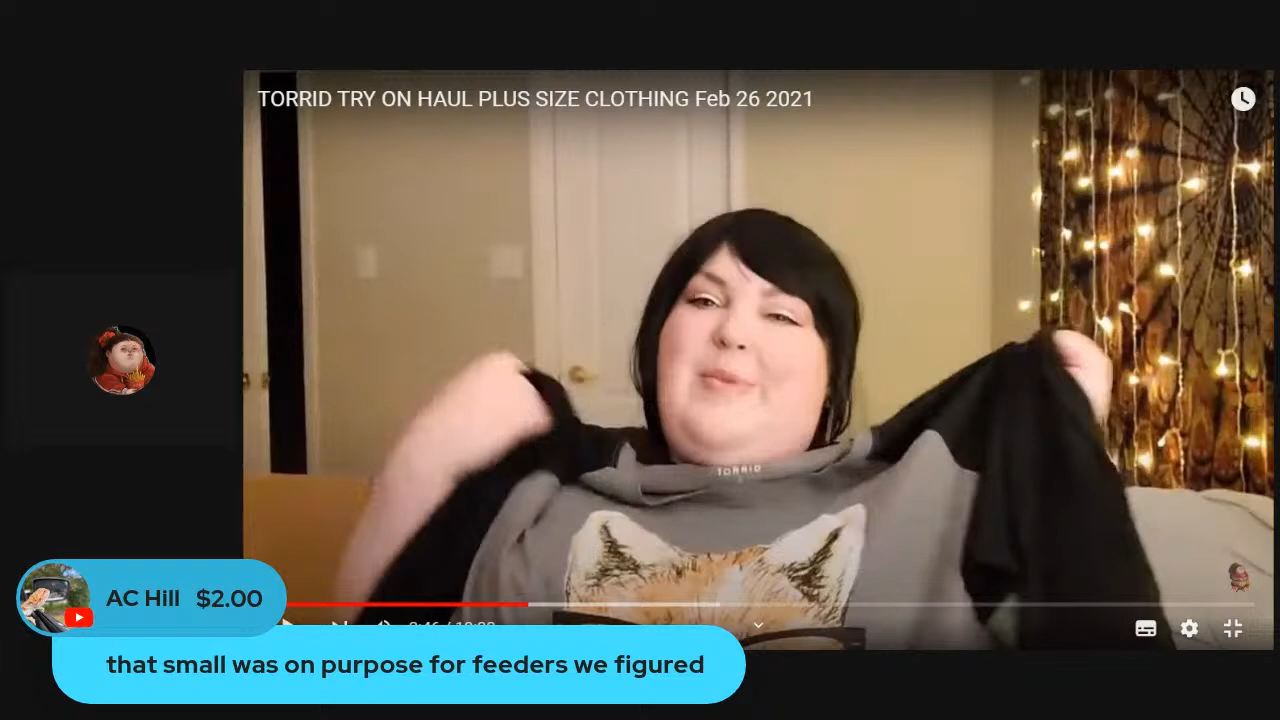 TORRID TRY ON HAUL PLUS SIZE CLOTHING Feb 26 2021
TORRID
AC Hill $2.00
that small was on purpose for feeders we figured